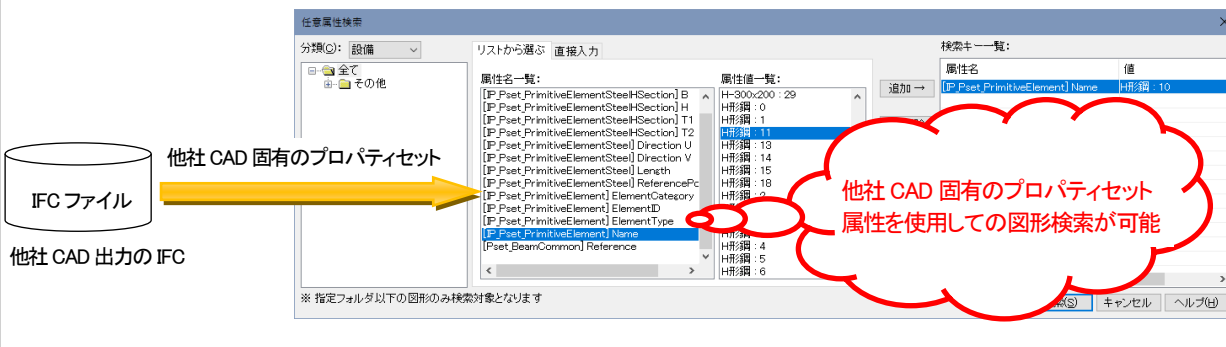 任意属性検索
分類(C): 設備
全て
その他
リストから選ぶ 直接入力
属性名一覧:
[IP_Pset_PrimitiveElementSteelHSection] B
[IP_Pset_PrimitiveElementSteelHSection] H
[IP_Pset_PrimitiveElementSteelHSection] T1
[IP_Pset_PrimitiveElementSteelHSection] T2
[IP_Pset_PrimitiveElementSteel] Direction U
[IP_Pset_PrimitiveElementSteel] Direction V
[IP_Pset_PrimitiveElementSteel] Length
[IP_Pset_PrimitiveElementSteel] ReferencePc
[IP_Pset_PrimitiveElement] ElementCategory
[IP_Pset_PrimitiveElement] ElementID
[IP_Pset_PrimitiveElement] ElementType
[IP_Pset_PrimitiveElement] Name
[Pset_BeamCommon] Reference
属性値一覧:
H-300x200 : 29
H形鋼 : 0
H形鋼 : 1
H形鋼 : 11
H形鋼 : 13
H形鋼 : 14
H形鋼 : 15
H形鋼 : 18
H形鋼 : 4
H形鋼 : 5
H形鋼 : 6
追加→
検索キー一覧:
属性名 値
[IP_Pset_PrimitiveElement] Name H形鋼 : 10
他社 CAD 固有のプロパティセット
IFC ファイル
他社 CAD 出力の IFC
他社 CAD 固有のプロパティセット
属性を使用しての図形検索が可能
※ 指定フォルダ以下の図形のみ検索対象となります
(S) キャンセル ヘルプ(H)